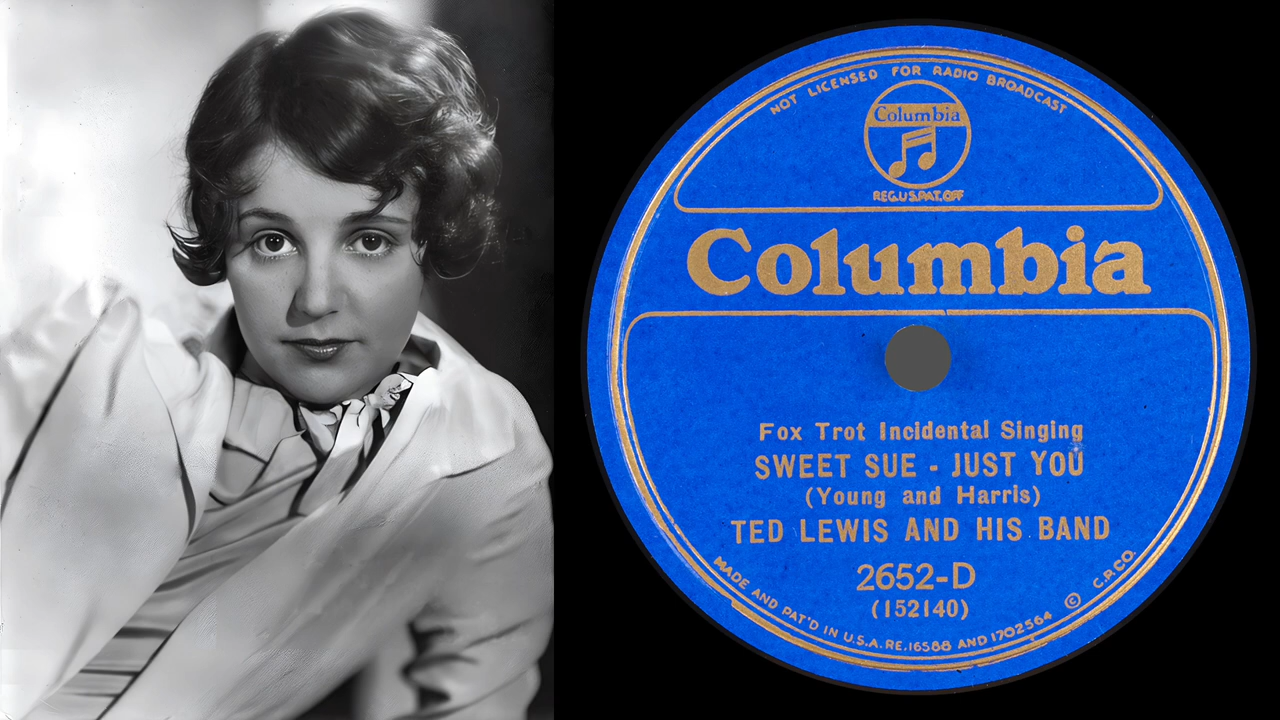 NOT LICENSED FOR RADIO BROADCAST
Columbia
REG.U.S.PAT.OFF
Columbia
Fox Trot Incidental Singing
SWEET SUE - JUST YOU
(Young and Harris)
TED LEWIS AND HIS BAND
2652-D
(152140)
MADE AND PAT'D IN U.S.A. RE.16588 AND 1702564 © C.P.CO.